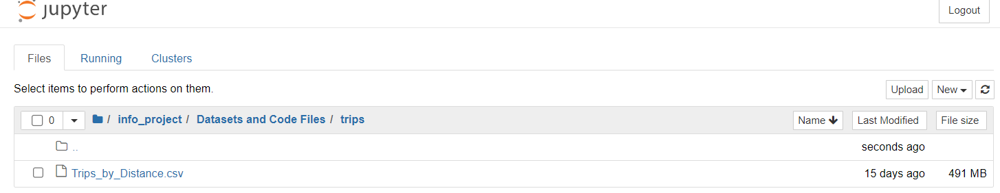 jupyter
Logout
Files Running Clusters
Select items to perform actions on them.
Upload New
0 / info_project / Datasets and Code Files / trips Name Last Modified File size
.. seconds ago
Trips_by_Distance.csv 15 days ago 491 MB